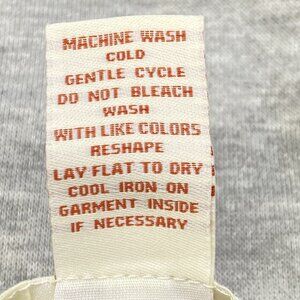 MACHINE WASH
COLD
GENTLE CYCLE
DO NOT BLEACH
WASH
WITH LIKE COLORS
RESHAPE
LAY FLAT TO DRY
COOL IRON ON
GARMENT INSIDE
IF NECESSARY